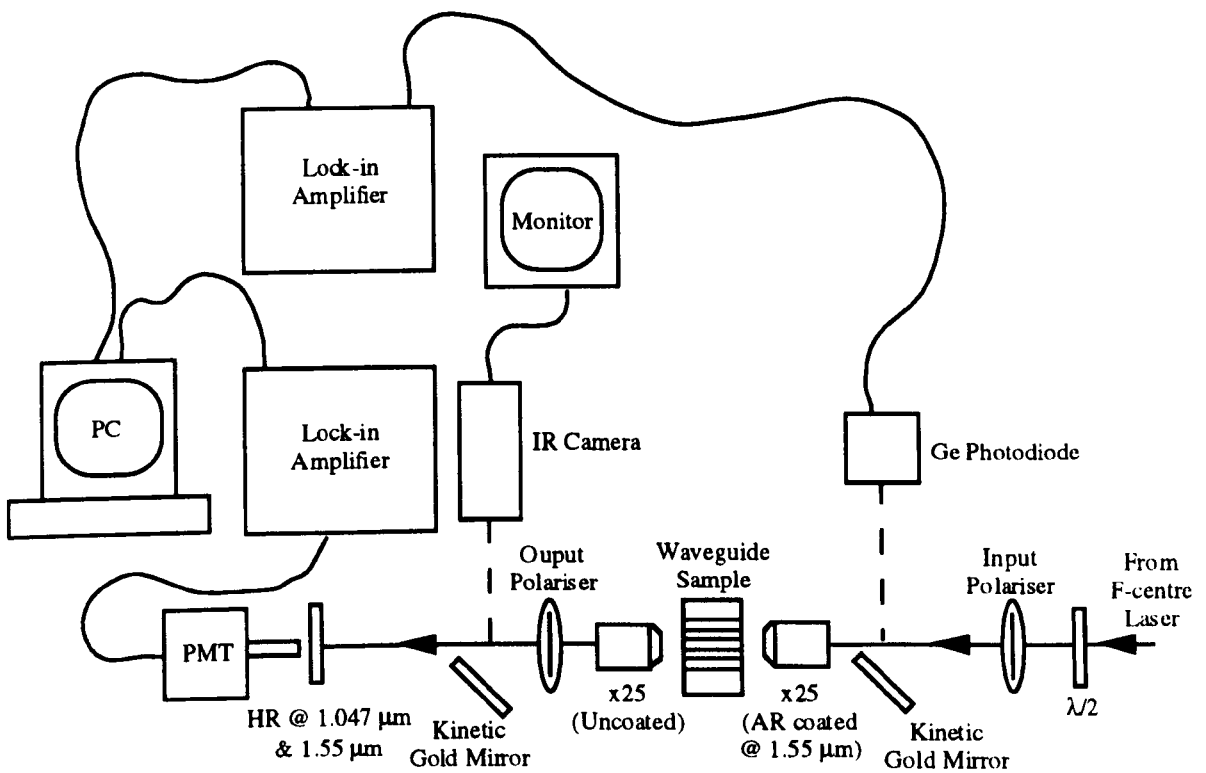 Lock-in
Amplifier
Monitor
PC
Lock-in
Amplifier
IR Camera
Ge Photodiode
Ouput
Polariser
Waveguide
Sample
Input
Polariser
From
F-centre
Laser
PMT
HR @ 1.047 µm
& 1.55 µm
Kinetic
Gold Mirror
x25
(Uncoated)
x25
(AR coated
@ 1.55 µm)
Kinetic
Gold Mirror
λ/2